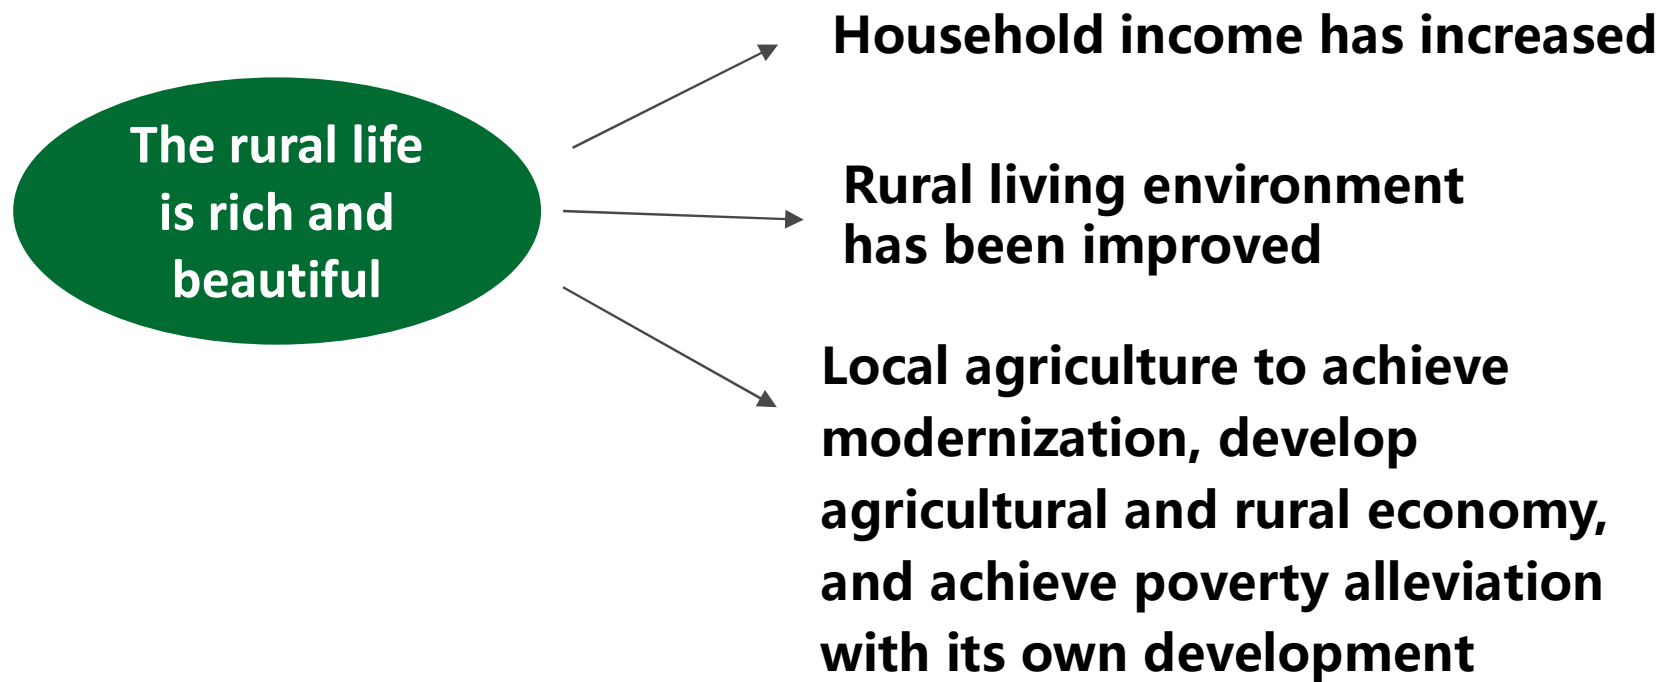 The rural life
is rich and
beautiful
Household income has increased
Rural living environment
has been improved
Local agriculture to achieve
modernization, develop
agricultural and rural economy,
and achieve poverty alleviation
with its own development